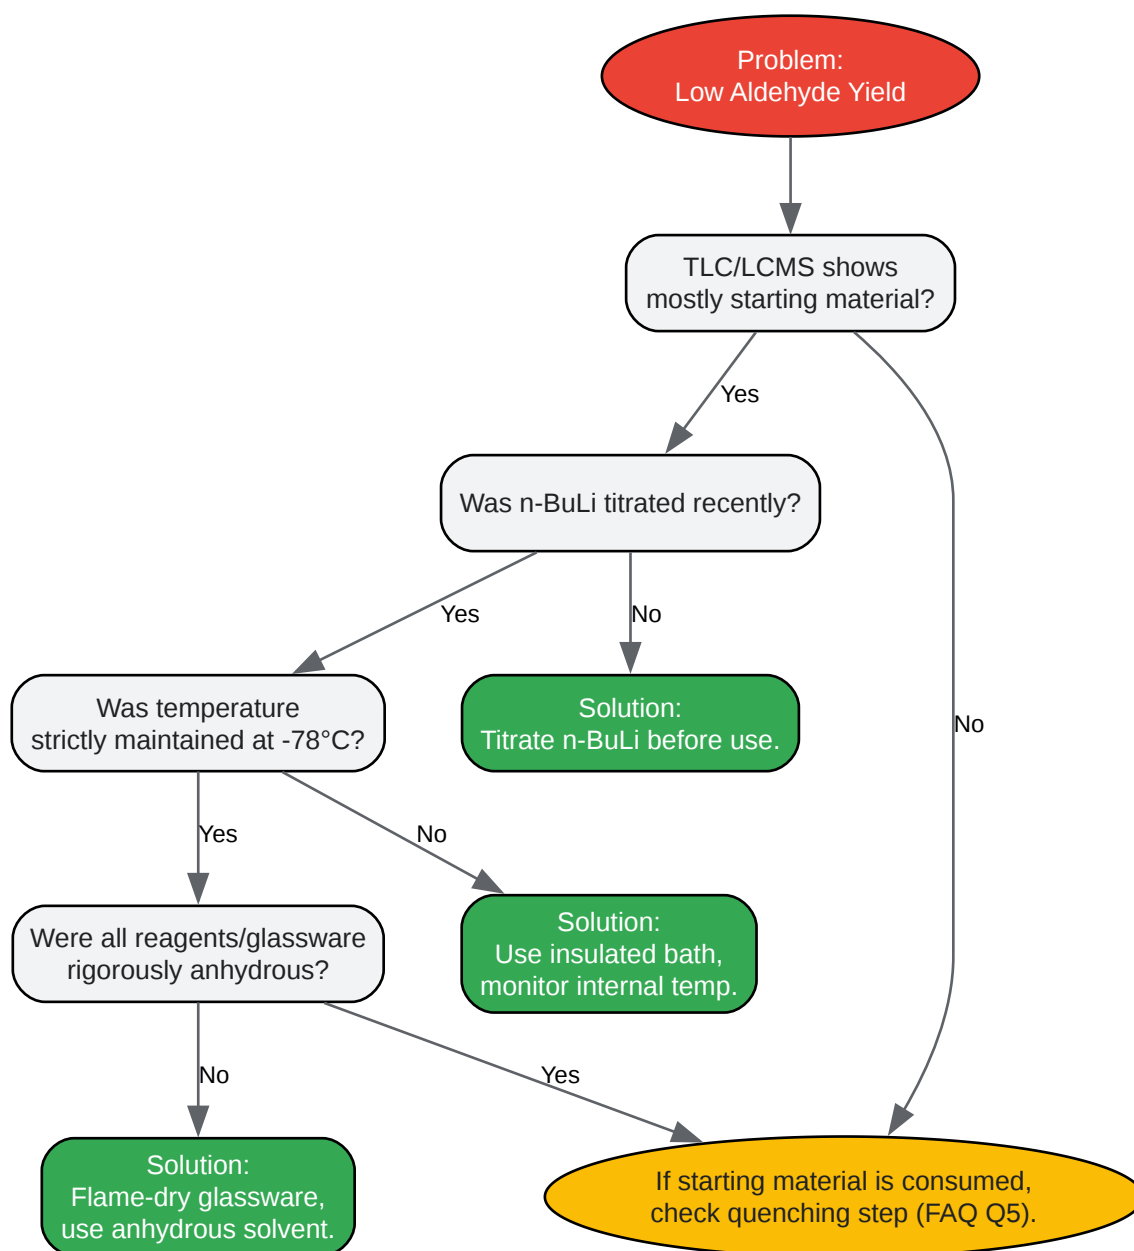 Problem:
Low Aldehyde Yield
TLC/LCMS shows
mostly starting material?
Yes
Was n-BuLi titrated recently?
Yes
No
Was temperature
strictly maintained at -78°C?
Solution:
Titrate n-BuLi before use.
No
Yes
No
Were all reagents/glassware
rigorously anhydrous?
Solution:
Use insulated bath,
monitor internal temp.
No
Yes
Solution:
Flame-dry glassware,
use anhydrous solvent.
If starting material is consumed,
check quenching step (FAQ Q5).